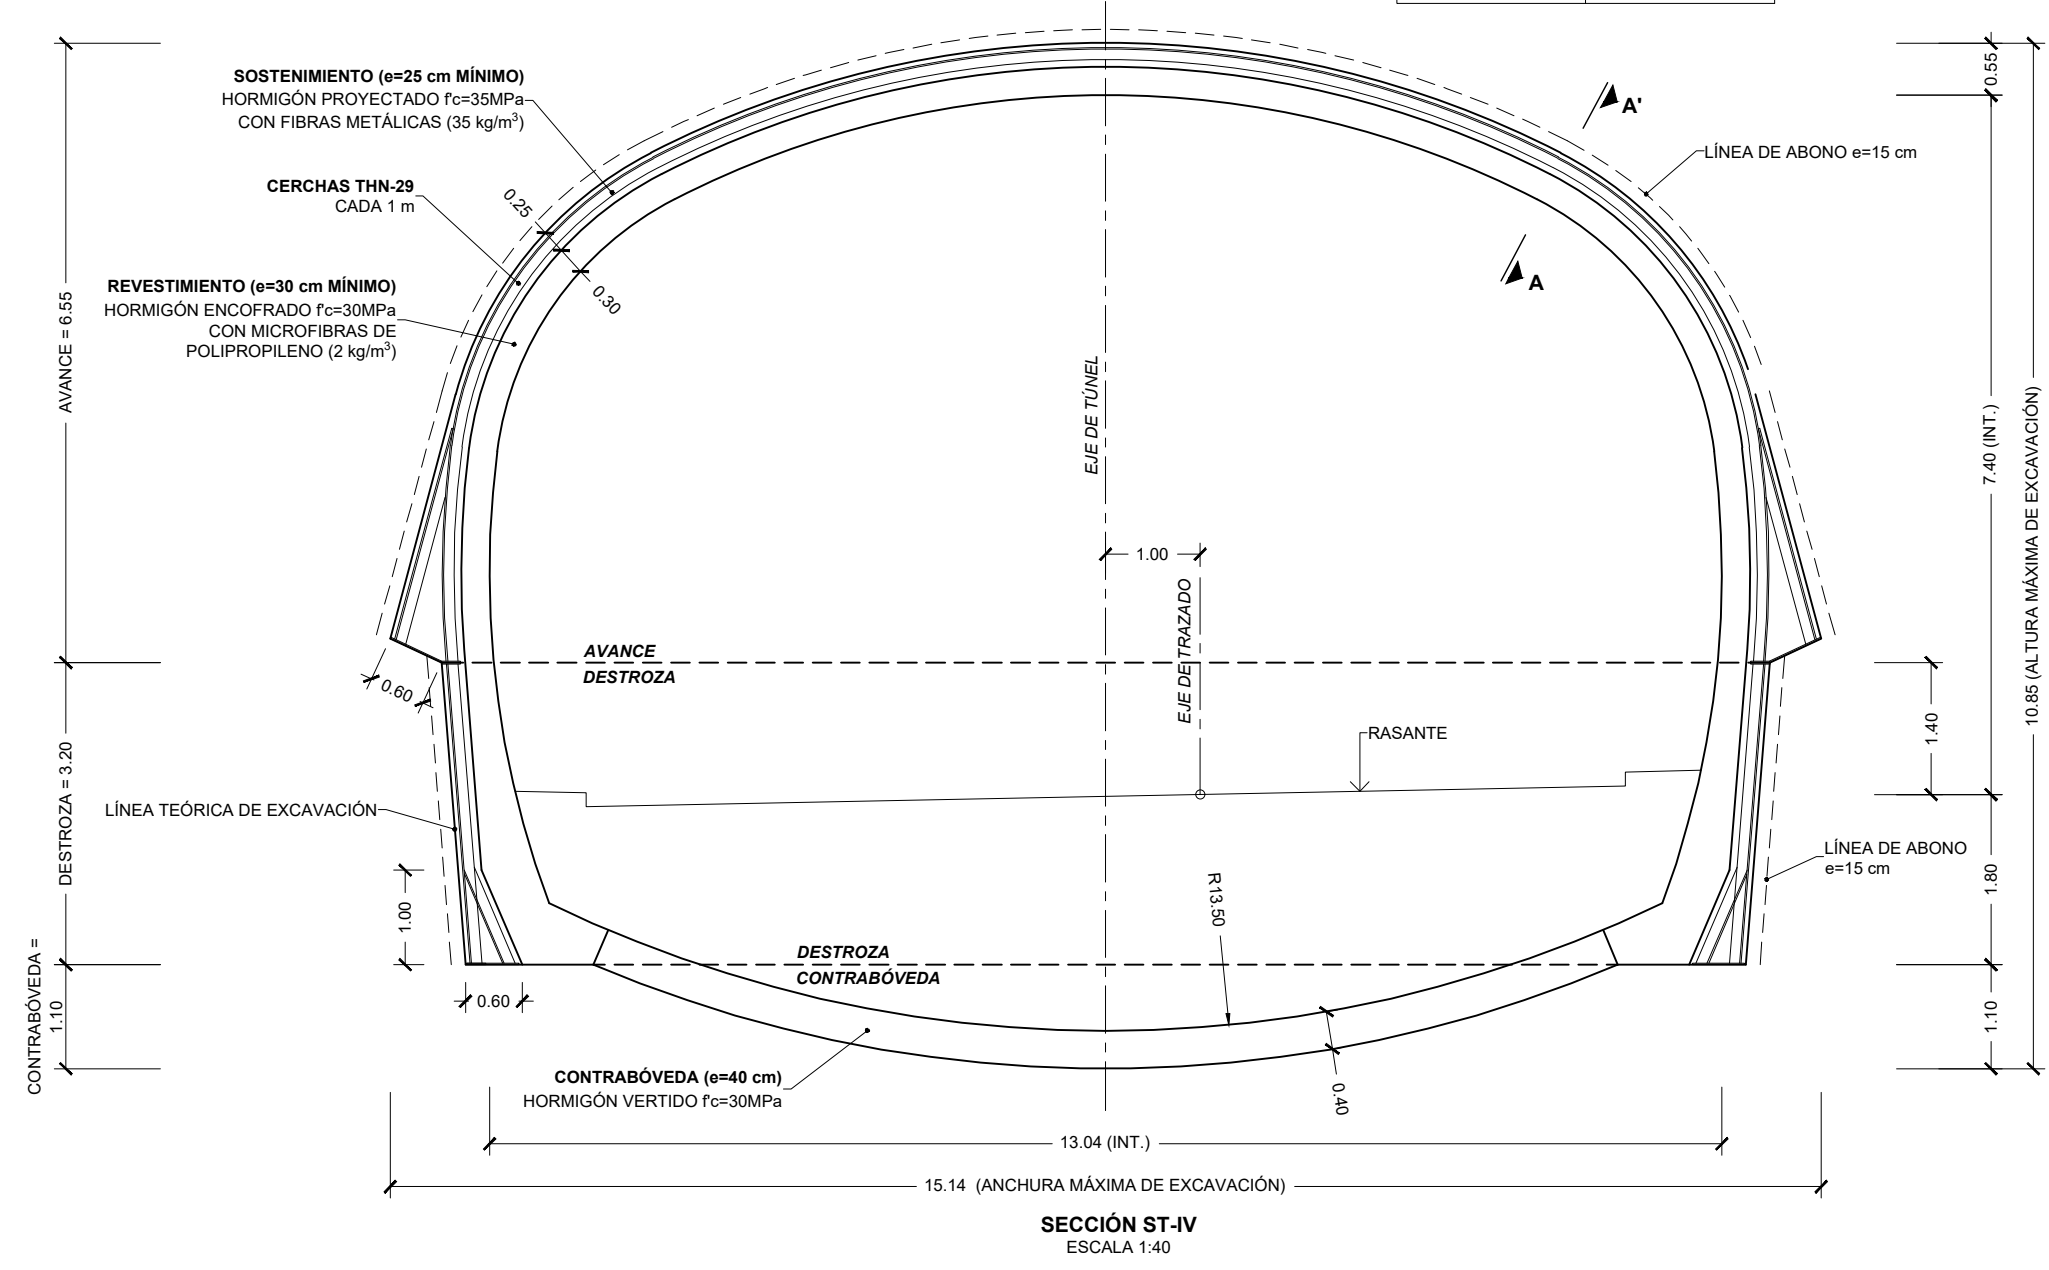 SOSTENIMIENTO (e=25 cm MÍNIMO)
HORMIGÓN PROYECTADO f'c=35MPa
CON FIBRAS METÁLICAS (35 kg/m³)
CERCHAS THN-29
CADA 1 m
REVESTIMIENTO (e=30 cm MÍNIMO)
HORMIGÓN ENCOFRADO f'c=30MPa
CON MICROFIBRAS DE
POLIPROPILENO (2 kg/m³)
0.25
0.30
A'
A
LÍNEA DE ABONO e=15 cm
0.55
7.40 (INT.)
10.85 (ALTURA MÁXIMA DE EXCAVACIÓN)
AVANCE = 6.55
EJE DE TÚNEL
1.00
EJE DE TRAZADO
AVANCE
DESTROZA
0.60
RASANTE
1.40
DESTROZA = 3.20
LÍNEA TEÓRICA DE EXCAVACIÓN
LÍNEA DE ABONO
e=15 cm
1.80
1.00
R13.50
DESTROZA
CONTRABÓVEDA
0.60
CONTRABÓVEDA =
1.10
1.10
CONTRABÓVEDA (e=40 cm)
HORMIGÓN VERTIDO f'c=30MPa
0.40
13.04 (INT.)
15.14 (ANCHURA MÁXIMA DE EXCAVACIÓN)
SECCIÓN ST-IV
ESCALA 1:40